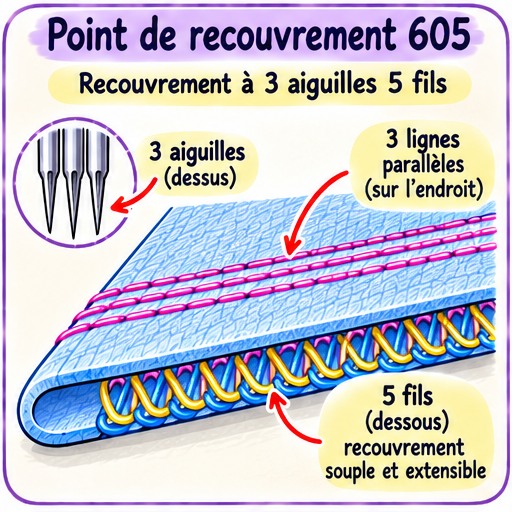 Point de recouvrement 605
Recouvrement à 3 aiguilles 5 fils
3 aiguilles
(dessus)
3 lignes
parallèles
(sur l'endroit)
5 fils
(dessous)
recouvrement
souple et extensible